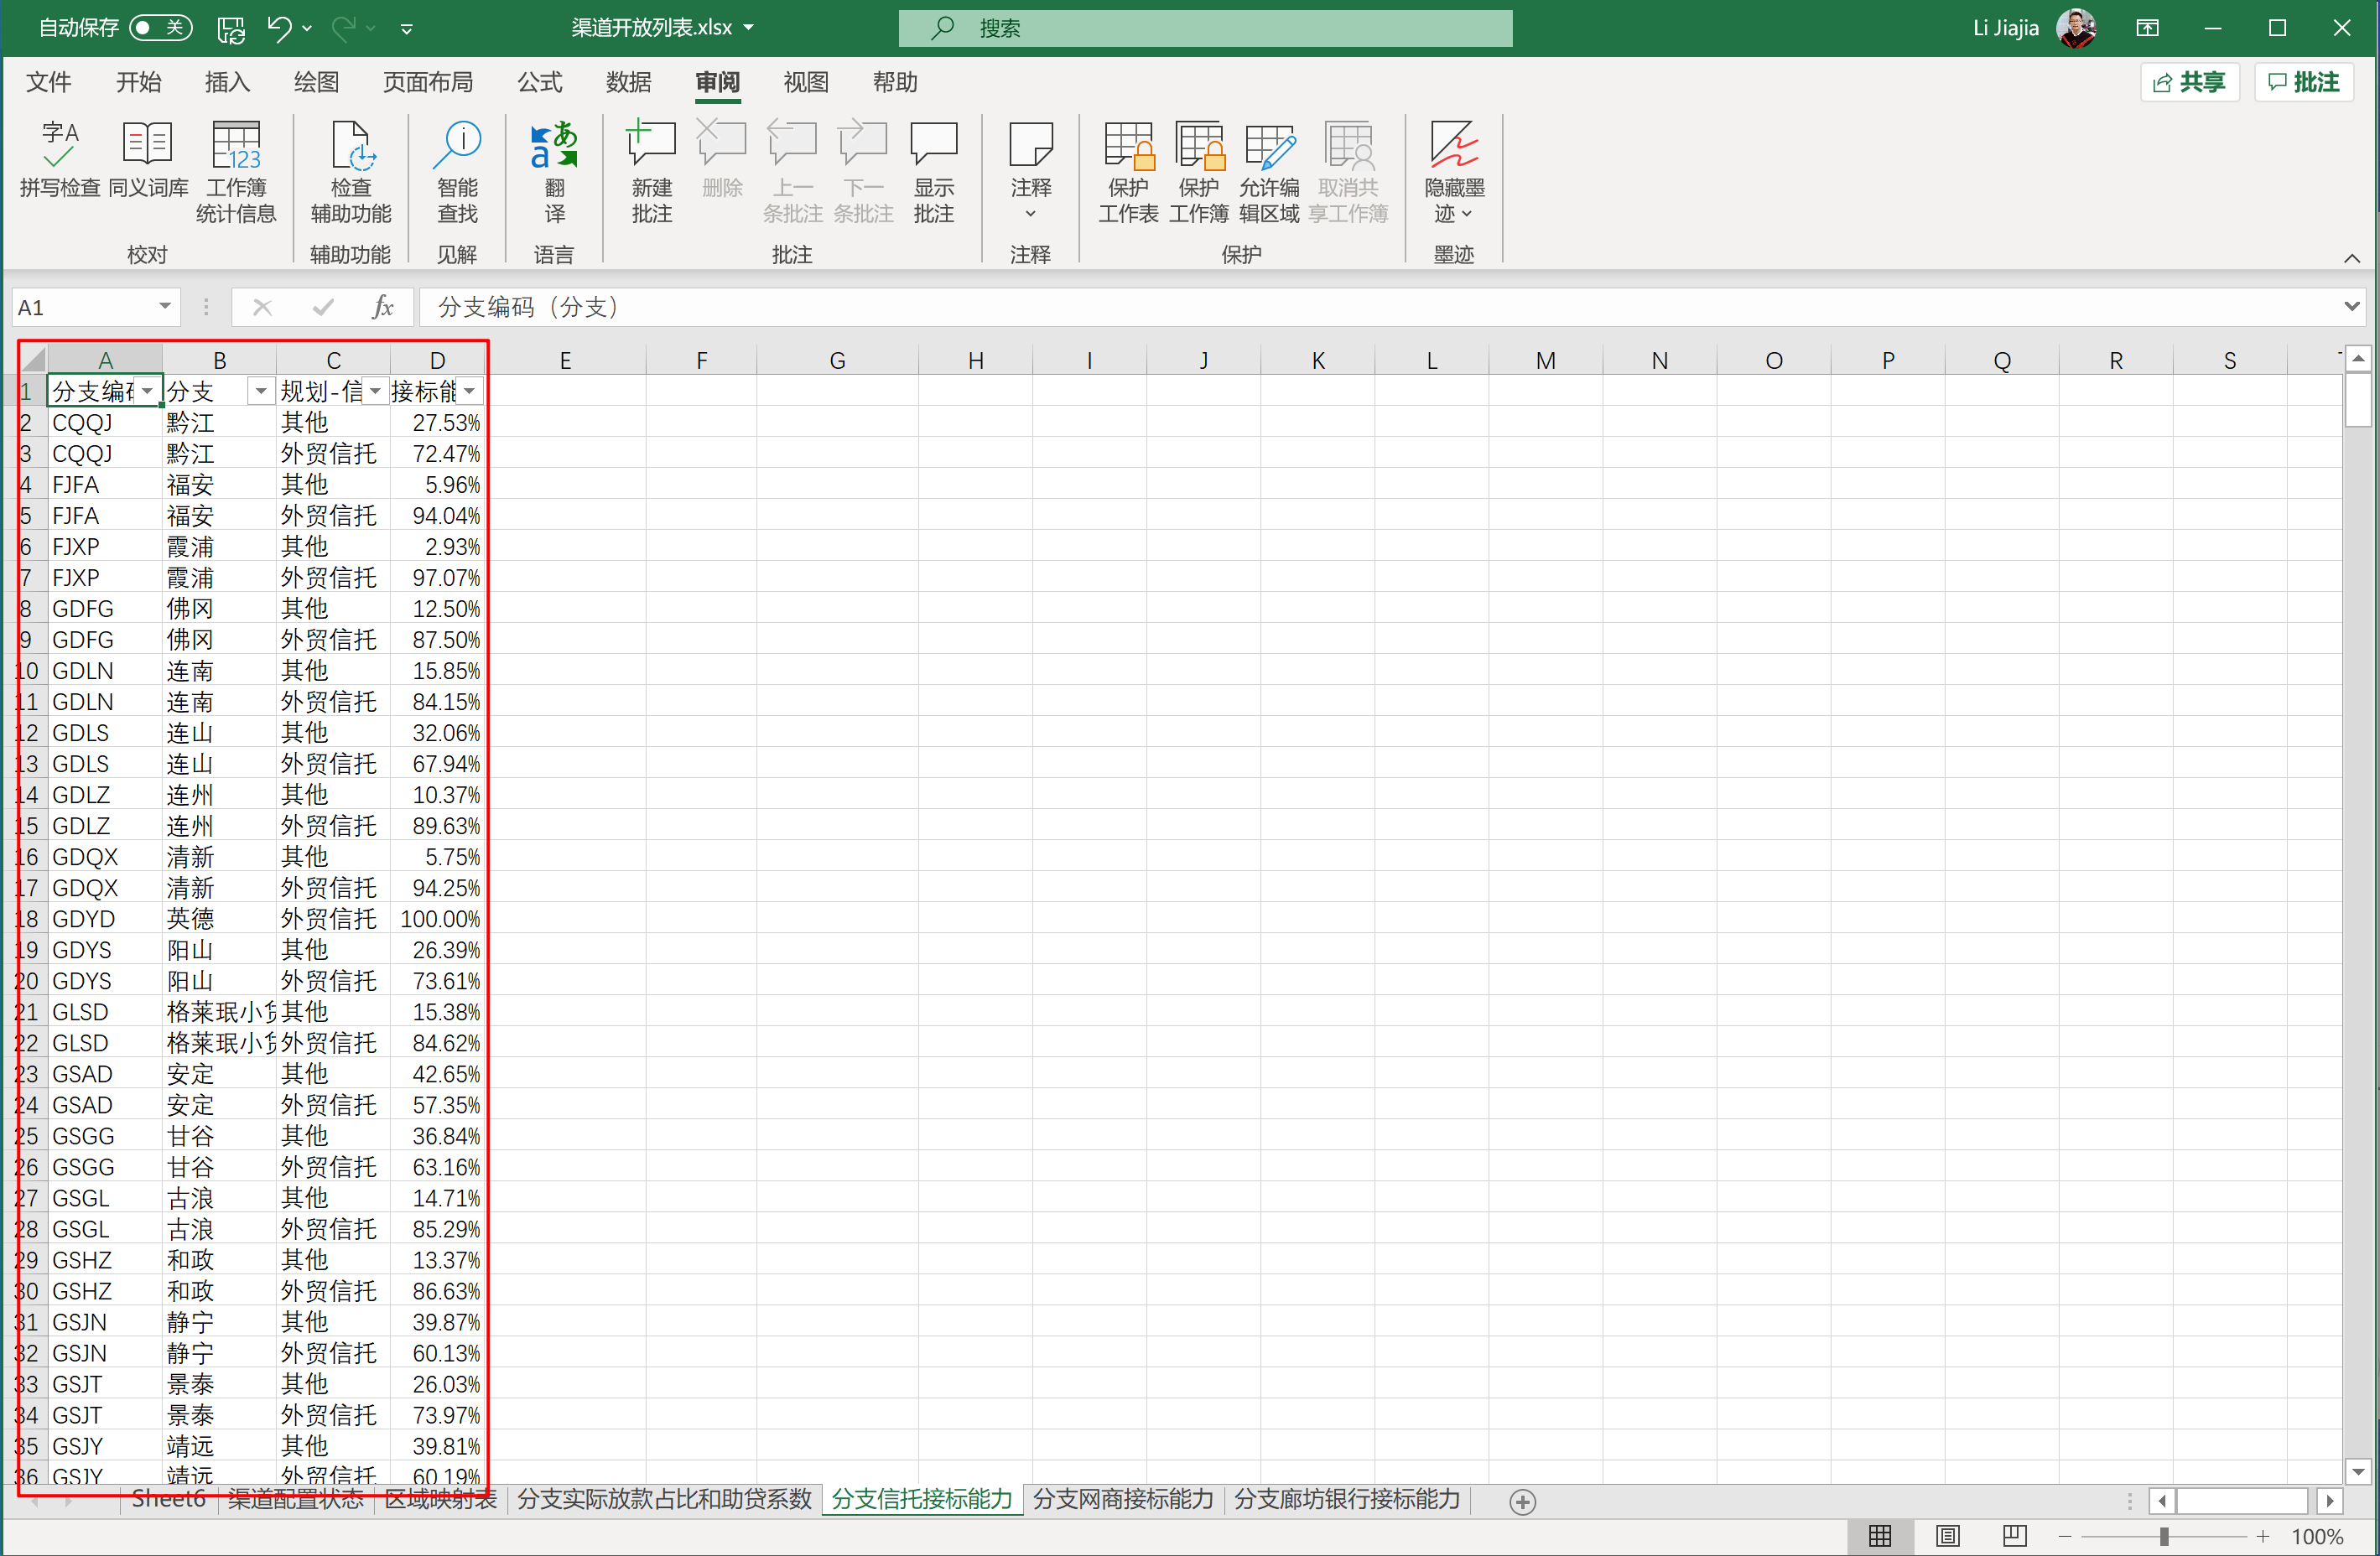 自动保存 关 渠道开放列表.xlsx 搜索 Li Jiajia
文件 开始 插入 绘图 页面布局 公式 数据 审阅 视图 帮助 共享 批注
拼写检查 同义词库 工作簿 统计信息 检查 辅助功能 智能 查找 翻 译 新建 批注 删除 上一 条批注 下一 条批注 显示 批注 注释 保护 工作表 保护 工作簿 允许编 辑区域 取消共 享工作簿 隐藏墨 迹
校对 辅助功能 见解 语言 批注 注释 保护 墨迹
A1 fx 分支编码（分支）
A B C D E F G H I J K L M N O P Q R S
1 分支编 分支 规划-信 接标能
2 CQQJ 黔江 其他 27.53%
3 CQQJ 黔江 外贸信托 72.47%
4 FJFA 福安 其他 5.96%
5 FJFA 福安 外贸信托 94.04%
6 FJXP 霞浦 其他 2.93%
7 FJXP 霞浦 外贸信托 97.07%
8 GDFG 佛冈 其他 12.50%
9 GDFG 佛冈 外贸信托 87.50%
10 GDLN 连南 其他 15.85%
11 GDLN 连南 外贸信托 84.15%
12 GDLS 连山 其他 32.06%
13 GDLS 连山 外贸信托 67.94%
14 GDLZ 连州 其他 10.37%
15 GDLZ 连州 外贸信托 89.63%
16 GDQX 清新 其他 5.75%
17 GDQX 清新 外贸信托 94.25%
18 GDYD 英德 外贸信托 100.00%
19 GDYS 阳山 其他 26.39%
20 GDYS 阳山 外贸信托 73.61%
21 GLSD 格莱珉小贷 其他 15.38%
22 GLSD 格莱珉小贷 外贸信托 84.62%
23 GSAD 安定 其他 42.65%
24 GSAD 安定 外贸信托 57.35%
25 GSGG 甘谷 其他 36.84%
26 GSGG 甘谷 外贸信托 63.16%
27 GSGL 古浪 其他 14.71%
28 GSGL 古浪 外贸信托 85.29%
29 GSHZ 和政 其他 13.37%
30 GSHZ 和政 外贸信托 86.63%
31 GSJN 静宁 其他 39.87%
32 GSJN 静宁 外贸信托 60.13%
33 GSJT 景泰 其他 26.03%
34 GSJT 景泰 外贸信托 73.97%
35 GSJY 靖远 其他 39.81%
36 GSJY 靖远 外贸信托 60.19%
Sheet6 渠道配置状态 区域映射表 分支实际放款占比和助贷系数 分支信托接标能力 分支网商接标能力 分支廊坊银行接标能力
100%